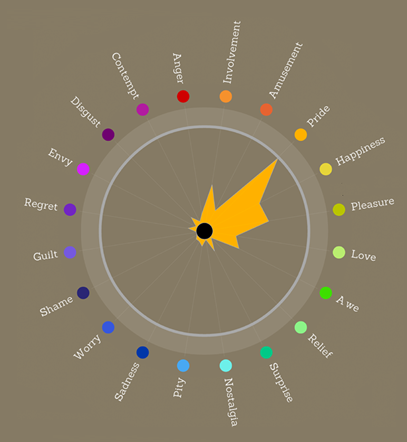 Involvement
Amusement
Pride
Happiness
Pleasure
Love
Awe
Relief
Surprise
Nostalgia
Pity
Sadness
Worry
Shame
Guilt
Regret
Envy
Disgust
Contempt
Anger